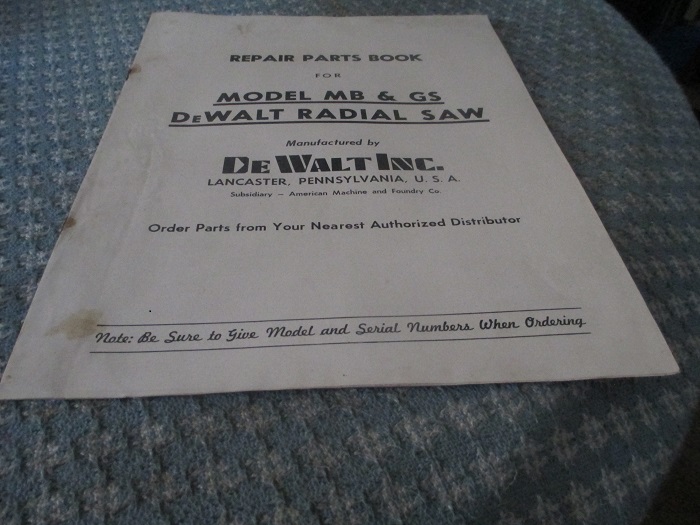 REPAIR PARTS BOOK
FOR
MODEL MB & GS
DEWALT RADIAL SAW
Manufactured by
DEWALT INC.
LANCASTER, PENNSYLVANIA, U. S. A.
Subsidiary — American Machine and Foundry Co.
Order Parts from Your Nearest Authorized Distributor
Note: Be Sure to Give Model and Serial Numbers When Ordering